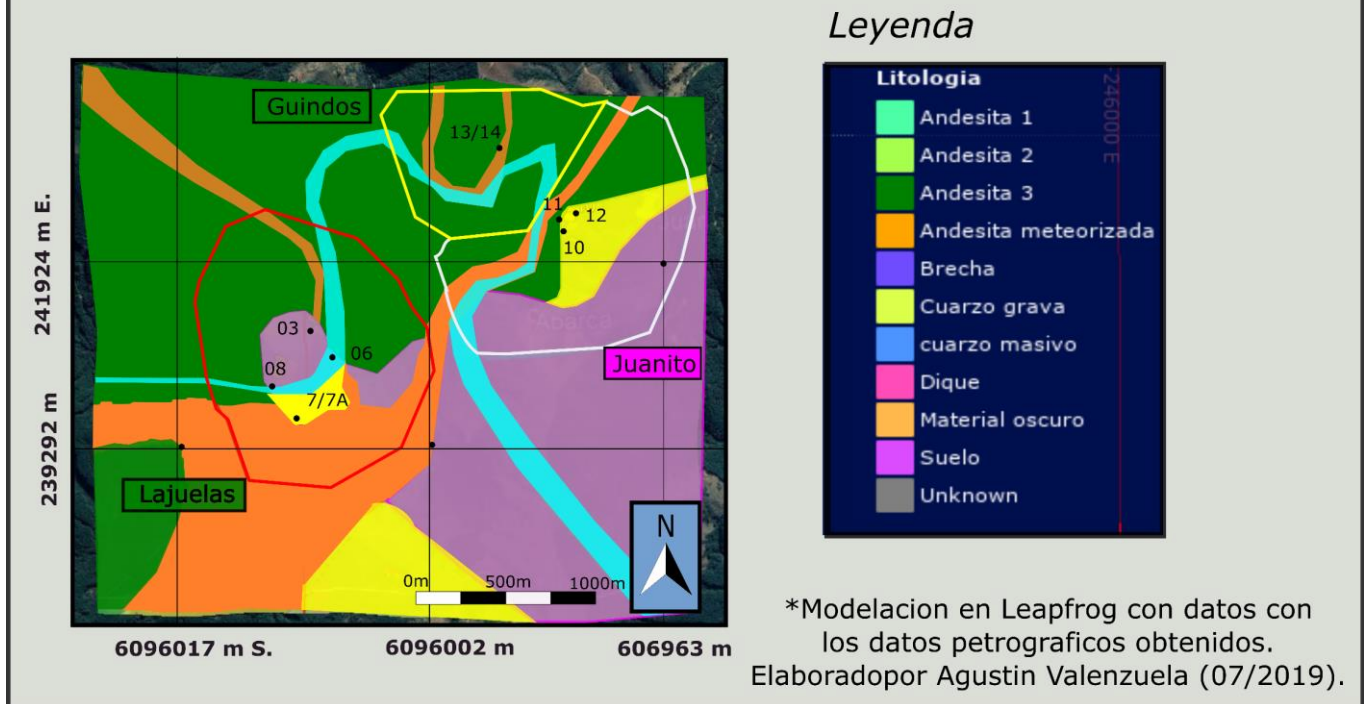 Leyenda
Guindos
13/14
11
12
10
03
06
08
7/7A
Juanito
Lajuelas
N
0m 500m 1000m
241924 m E.
239292 m
6096017 m S. 6096002 m 606963 m
Litologia
Andesita 1
Andesita 2
Andesita 3
Andesita meteorizada
Brecha
Cuarzo grava
cuarzo masivo
Dique
Material oscuro
Suelo
Unknown
246000 E
*Modelacion en Leapfrog con datos con
los datos petrograficos obtenidos.
Elaboradopor Agustin Valenzuela (07/2019).